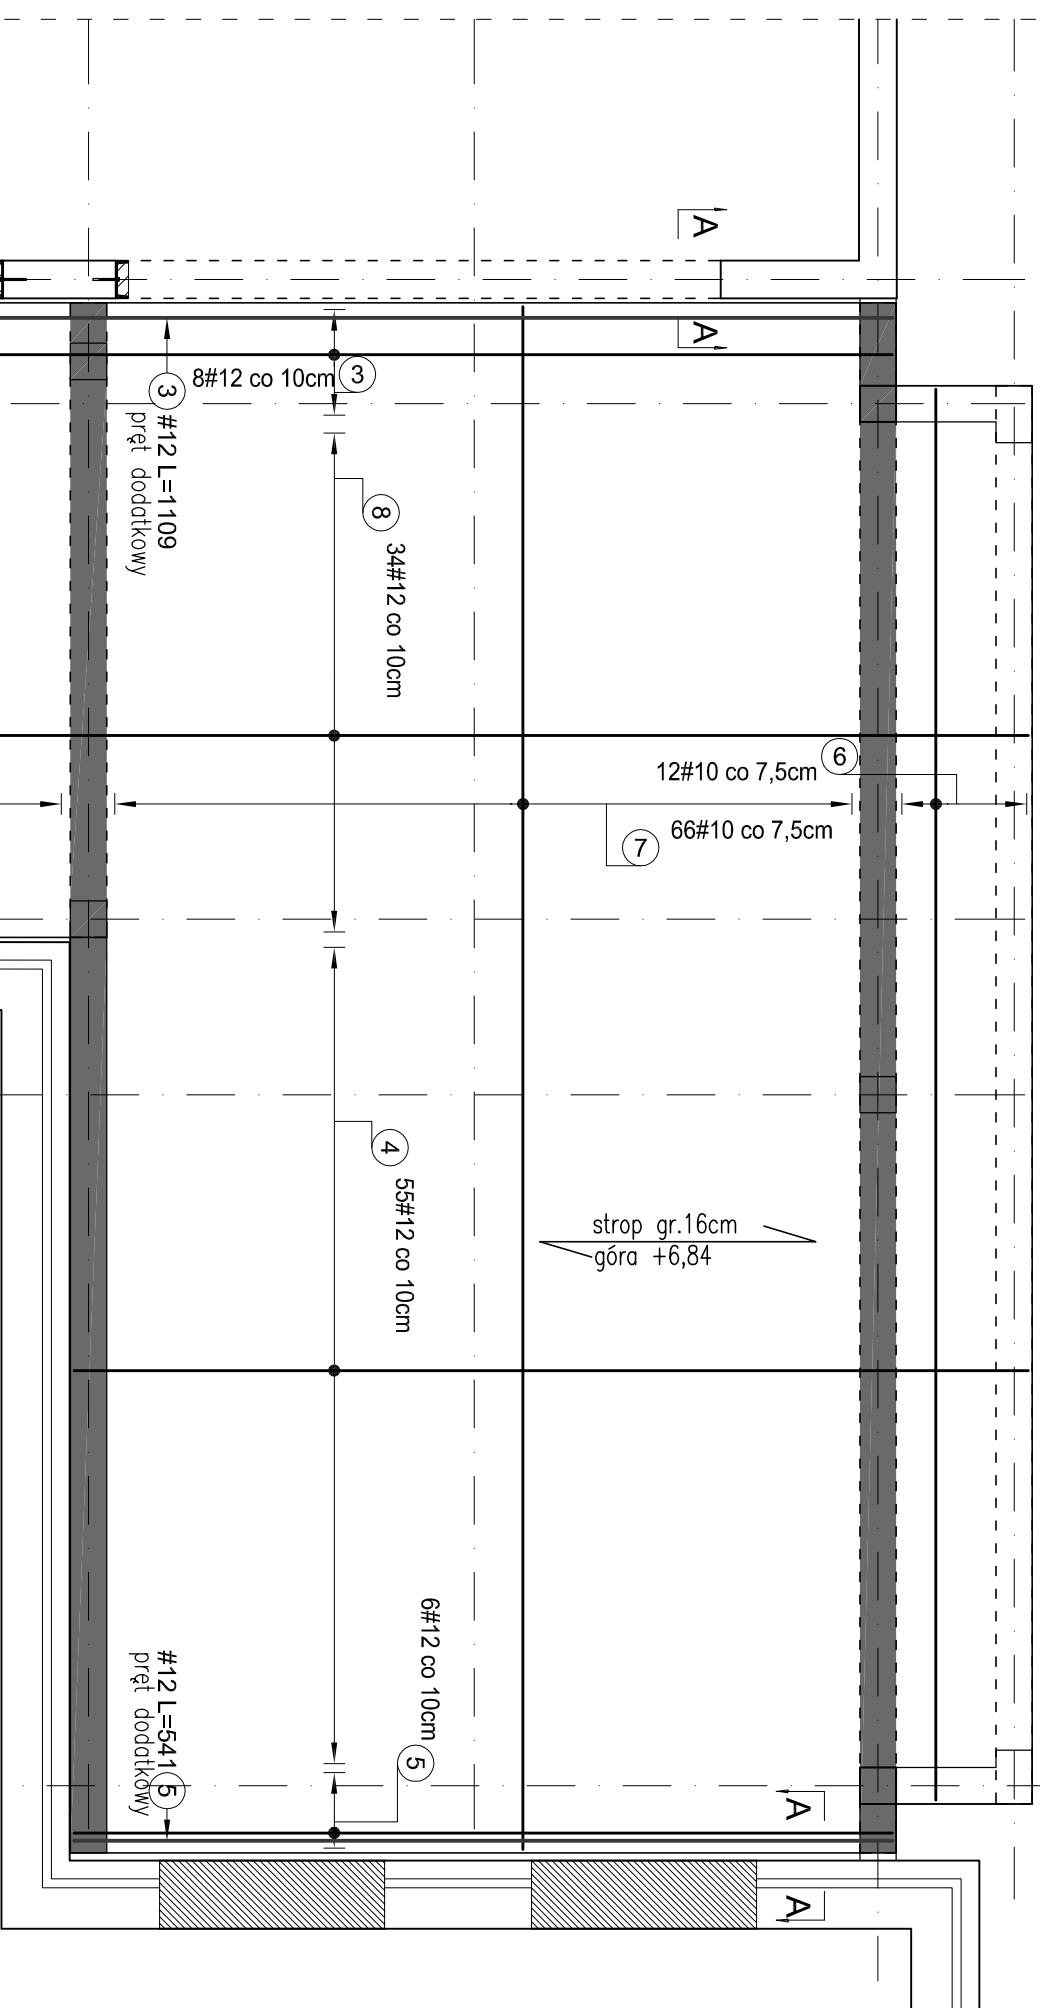 A
A
8#12 co 10cm
3
3
#12 L=1109
pręt dodatkowy
8
34#12 co 10cm
6
12#10 co 7,5cm
66#10 co 7,5cm
7
4
55#12 co 10cm
strop gr.16cm
góra +6,84
6#12 co 10cm
5
#12 L=541
5
pręt dodatkowy
A
A